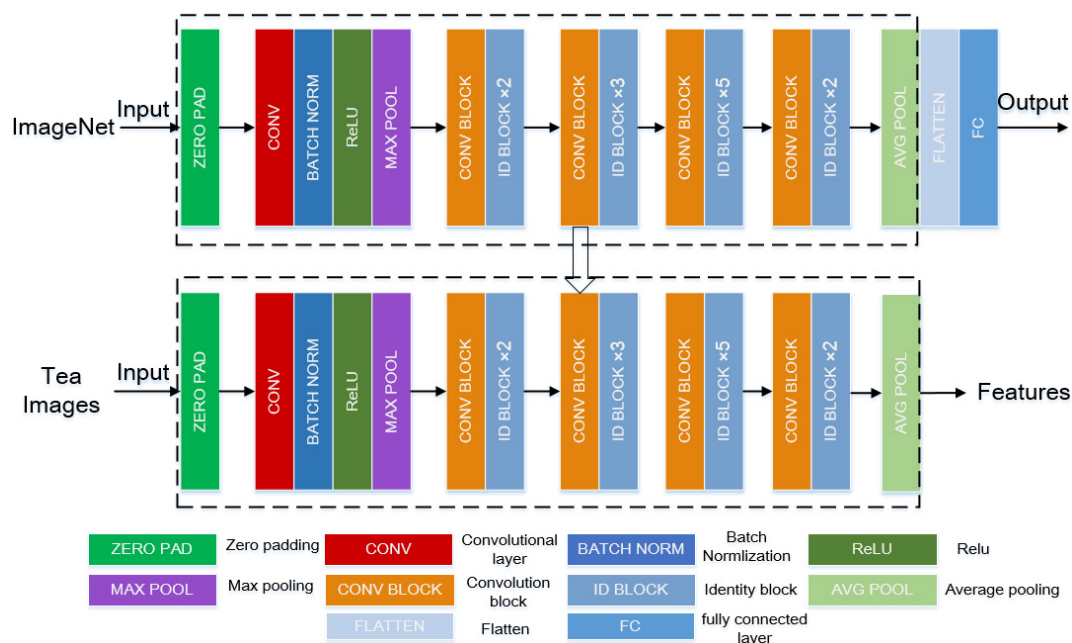 ImageNet
Input
ZERO PAD
CONV
BATCH NORM
ReLU
MAX POOL
CONV BLOCK
ID BLOCK ×2
CONV BLOCK
ID BLOCK ×3
CONV BLOCK
ID BLOCK ×5
CONV BLOCK
ID BLOCK ×2
AVG POOL
FLATTEN
FC
Output
Tea
Images
Input
ZERO PAD
CONV
BATCH NORM
ReLU
MAX POOL
CONV BLOCK
ID BLOCK ×2
CONV BLOCK
ID BLOCK ×3
CONV BLOCK
ID BLOCK ×5
CONV BLOCK
ID BLOCK ×2
AVG POOL
Features
ZERO PAD
Zero padding
CONV
Convolutional
layer
BATCH NORM
Batch
Normlization
ReLU
Relu
MAX POOL
Max pooling
CONV BLOCK
Convolution
block
ID BLOCK
Identity block
AVG POOL
Average pooling
FLATTEN
Flatten
FC
fully connected
layer